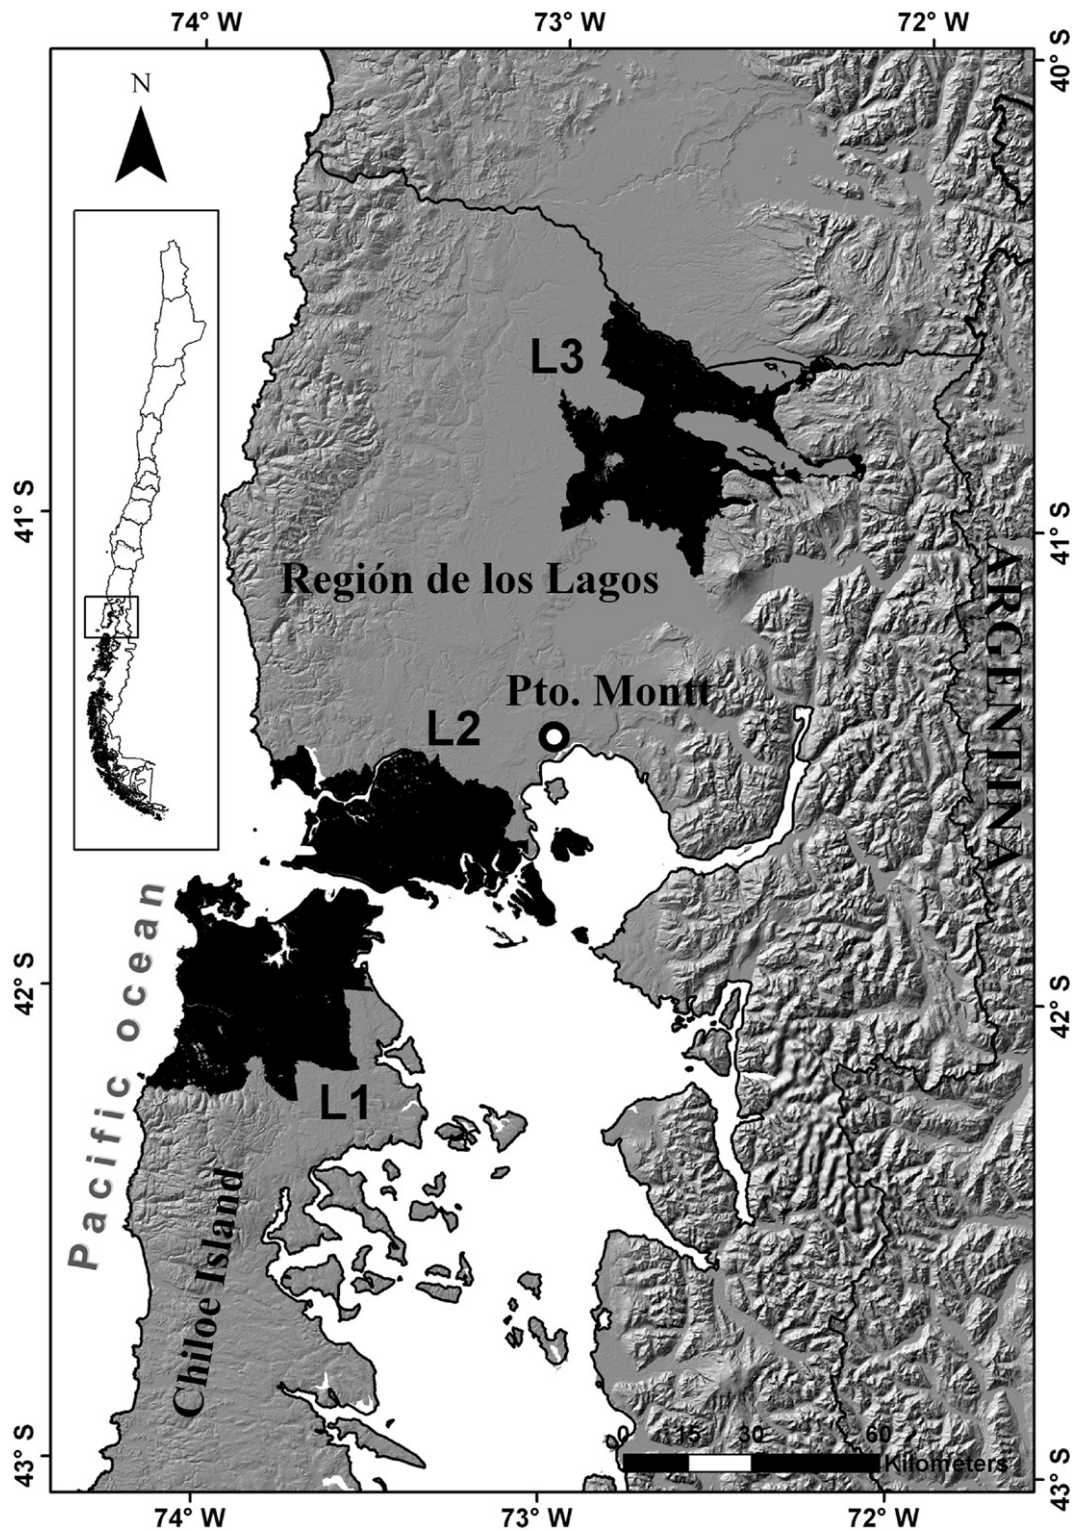 74° W 73° W 72° W
40° S
N
L3
41° S
41° S
Región de los Lagos
ARGENTINA
Pto. Montt
L2
Pacific ocean
42° S
42° S
L1
Chiloe Island
0 15 30 60
Kilometers
43° S
43° S
74° W 73° W 72° W